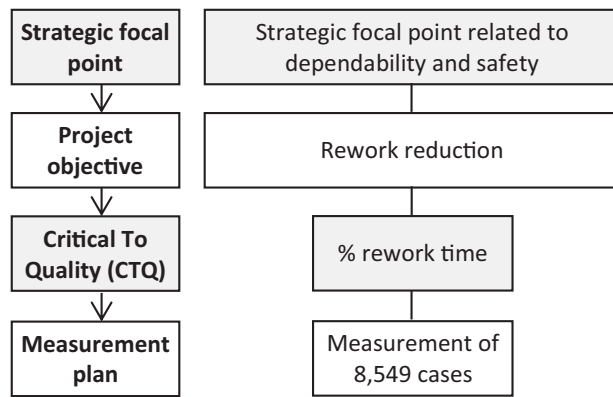 Strategic focal
point
Strategic focal point related to
dependability and safety
Project
objective
Rework reduction
Critical To
Quality (CTQ)
% rework time
Measurement
plan
Measurement of
8,549 cases